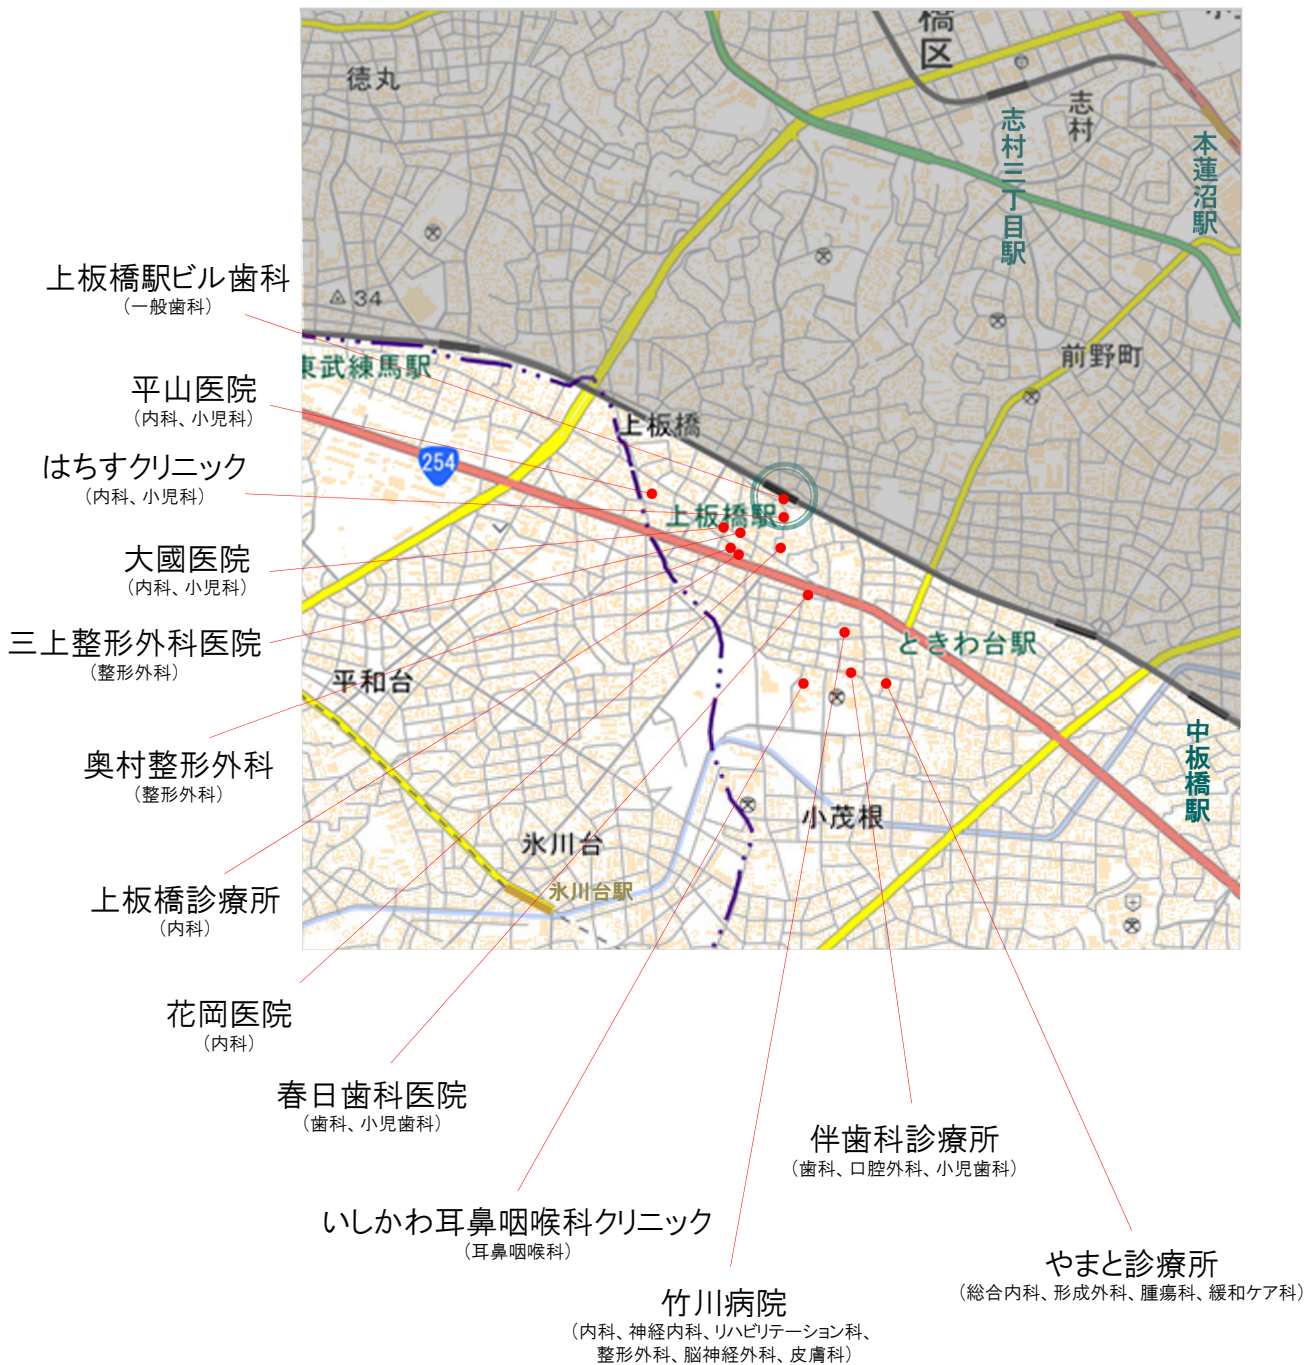 橋区
徳丸
志村
志村三丁目駅
本蓮沼駅
34
前野町
東武練馬駅
上板橋
254
上板橋駅
ときわ台駅
平和台
中板橋駅
小茂根
氷川台
氷川台駅
上板橋駅ビル歯科
（一般歯科）
平山医院
（内科、小児科）
はちすクリニック
（内科、小児科）
大國医院
（内科、小児科）
三上整形外科医院
（整形外科）
奥村整形外科
（整形外科）
上板橋診療所
（内科）
花岡医院
（内科）
春日歯科医院
（歯科、小児歯科）
伴歯科診療所
（歯科、口腔外科、小児歯科）
いしかわ耳鼻咽喉科クリニック
（耳鼻咽喉科）
やまと診療所
（総合内科、形成外科、腫瘍科、緩和ケア科）
竹川病院
（内科、神経内科、リハビリテーション科、
整形外科、脳神経外科、皮膚科）